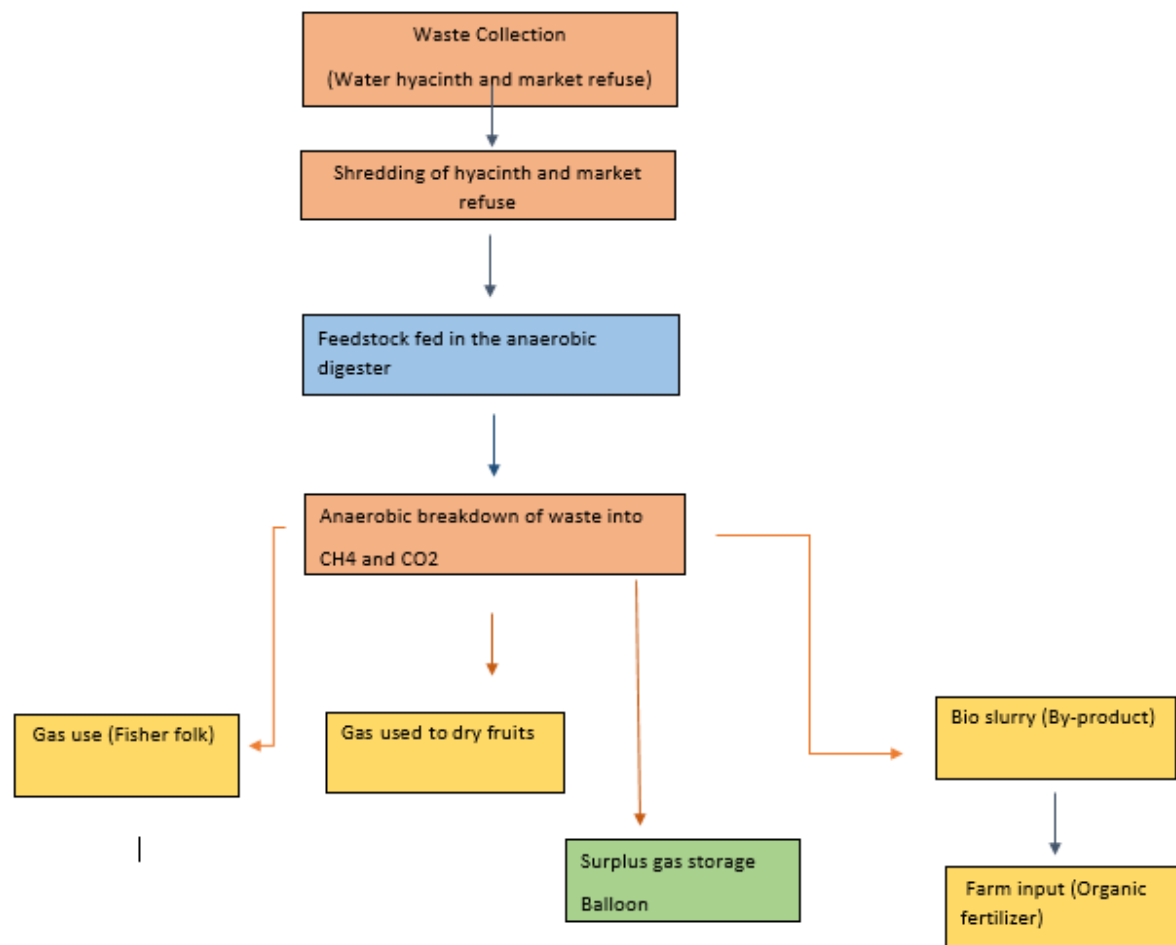 Waste Collection
(Water hyacinth and market refuse)
Shredding of hyacinth and market
refuse
Feedstock fed in the anaerobic
digester
Anaerobic breakdown of waste into
CH4 and CO2
Gas use (Fisher folk)
Gas used to dry fruits
Bio slurry (By-product)
Surplus gas storage
Balloon
Farm input (Organic
fertilizer)